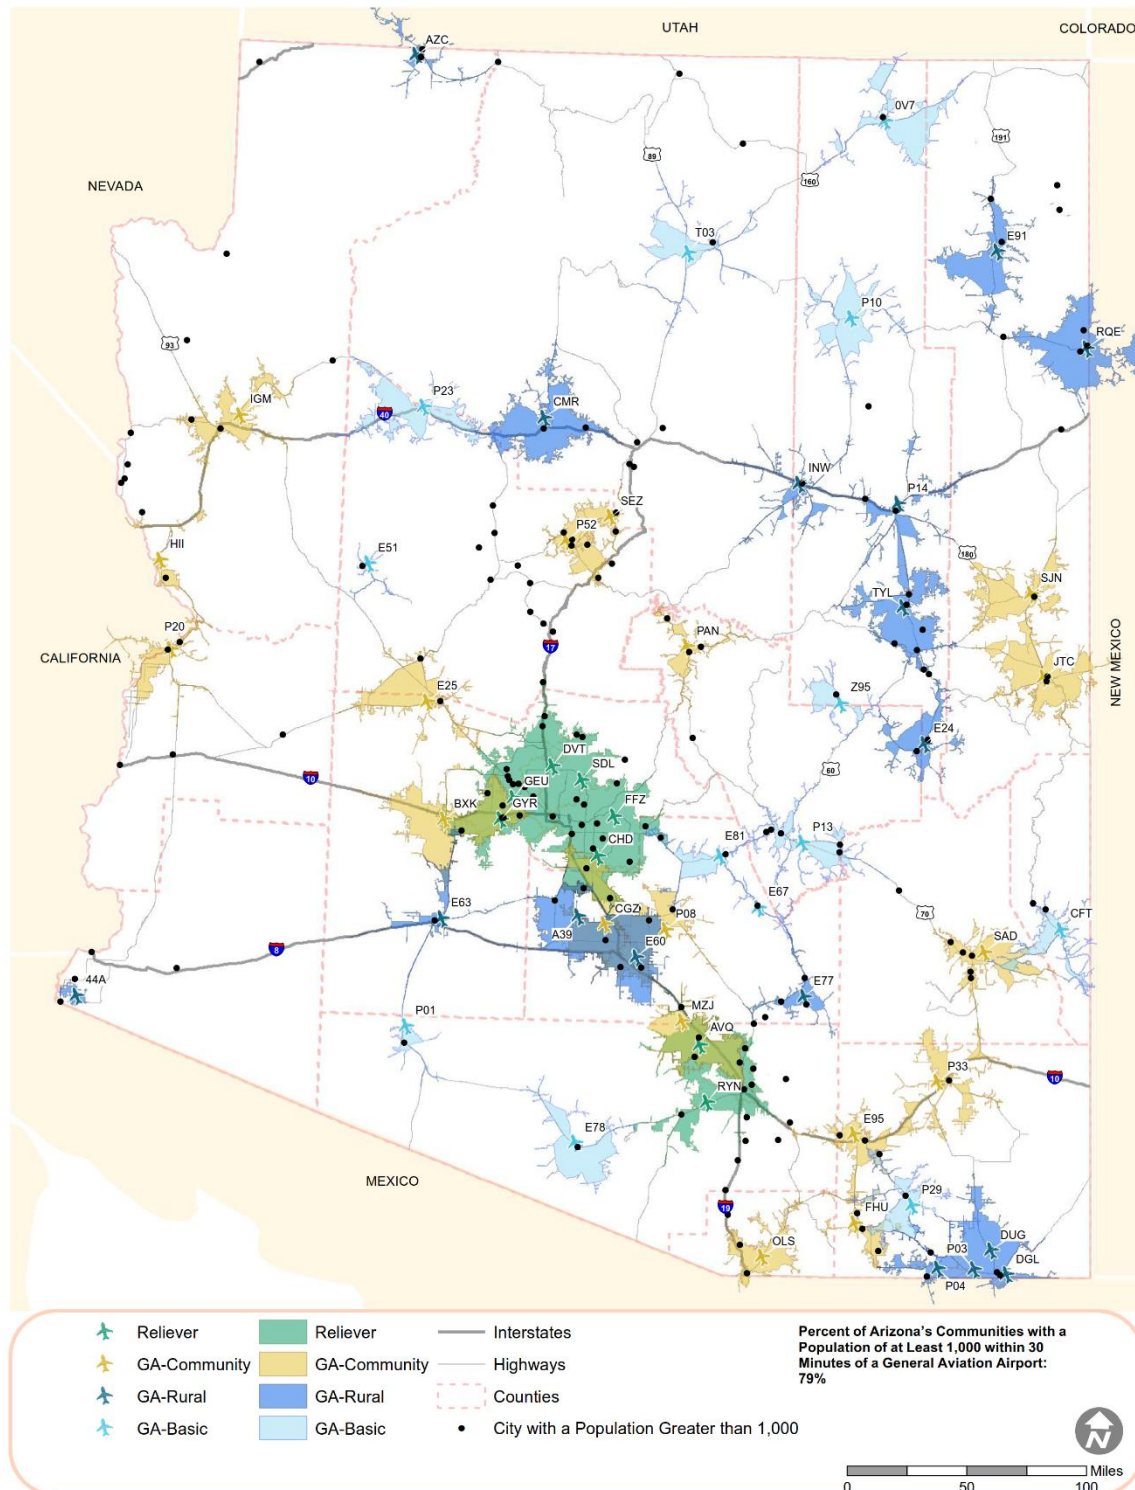 UTAH
COLORADO
AZC
0V7
191
89
160
NEVADA
T03
E91
P10
RQE
93
IGM
P23
40
CMR
INW
P14
SEZ
P52
180
HII
E51
SJN
TYL
P20
PAN
CALIFORNIA
17
JTC
NEW MEXICO
E25
Z95
E24
DVT
SDL
60
10
GEU
BXK
GYR
FFZ
CHD
E81
P13
E67
E63
CGZ
P08
70
CFT
A39
E60
SAD
8
44A
E77
P01
MZJ
AVQ
P33
10
RYN
E95
E78
MEXICO
P29
19
FHU
OLS
P03
DUG
DGL
P04
Reliever
Reliever
Interstates
GA-Community
GA-Community
Highways
GA-Rural
GA-Rural
Counties
GA-Basic
GA-Basic
City with a Population Greater than 1,000
Percent of Arizona's Communities with a
Population of at Least 1,000 within 30
Minutes of a General Aviation Airport:
79%
N
Miles
0
50
100